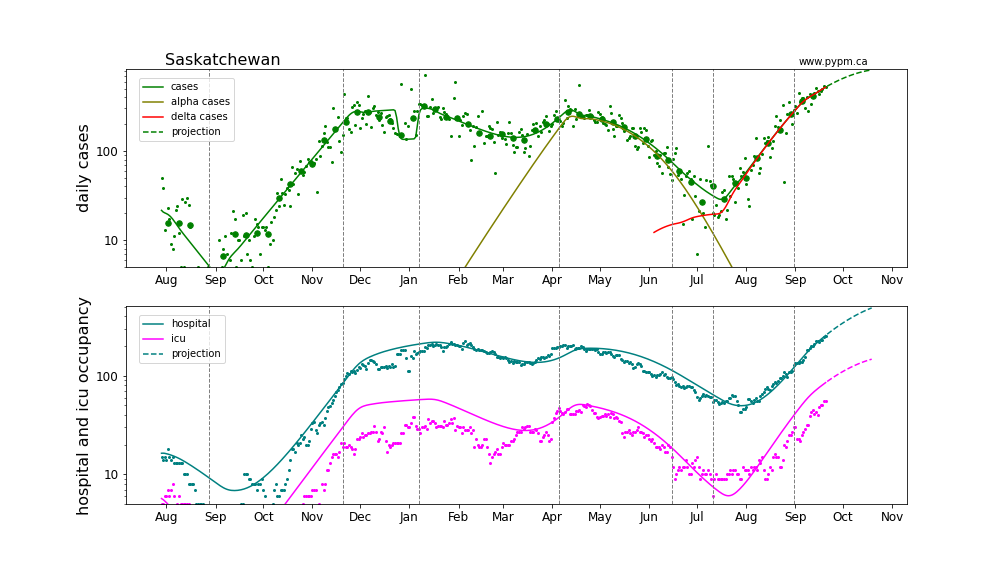 Saskatchewan
www.pypm.ca
cases
alpha cases
delta cases
projection
daily cases
100
10
Aug Sep Oct Nov Dec Jan Feb Mar Apr May Jun Jul Aug Sep Oct Nov
hospital
icu
projection
hospital and icu occupancy
100
10
Aug Sep Oct Nov Dec Jan Feb Mar Apr May Jun Jul Aug Sep Oct Nov